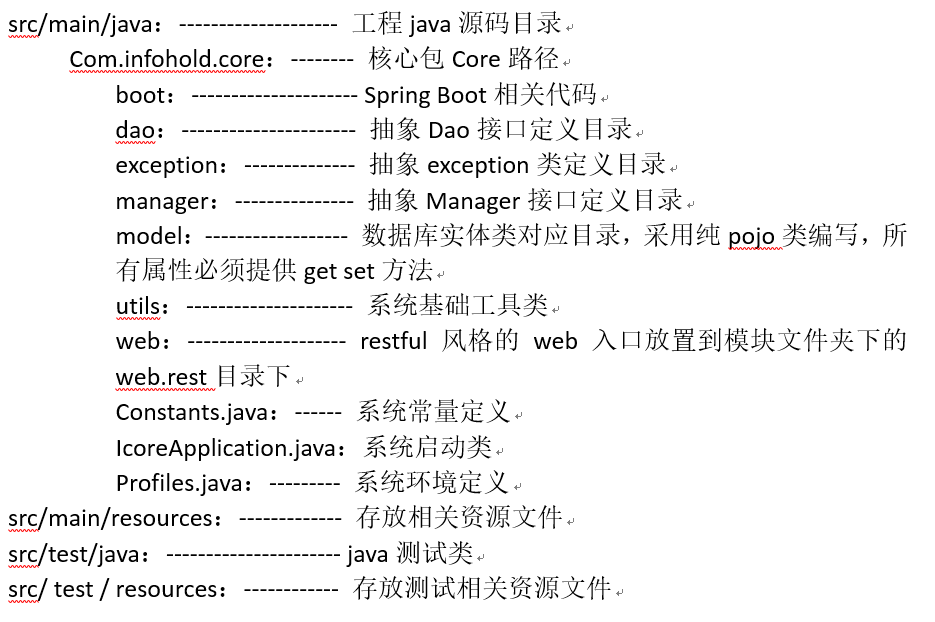 src/main/java：-------------------- 工程 java 源码目录
Com.infohold.core：-------- 核心包 Core 路径
boot：--------------------- Spring Boot 相关代码
dao：---------------------- 抽象 Dao 接口定义目录
exception：-------------- 抽象 exception 类定义目录
manager：--------------- 抽象 Manager 接口定义目录
model：------------------ 数据库实体类对应目录，采用纯 pojo 类编写，所
有属性必须提供 get set 方法
utils：--------------------- 系统基础工具类
web：-------------------- restful 风格的 web 入口放置到模块文件夹下的
web.rest 目录下
Constants.java：------ 系统常量定义
IcoreApplication.java：系统启动类
Profiles.java：--------- 系统环境定义
src/main/resources：------------- 存放相关资源文件
src/test/java：---------------------- java 测试类
src/ test / resources：------------ 存放测试相关资源文件